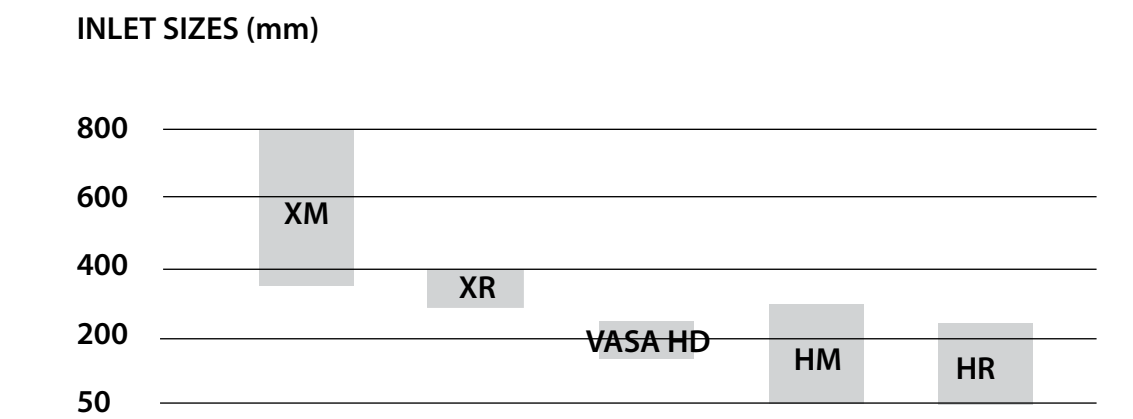 INLET SIZES (mm)
800
600
XM
400
XR
200
VASA HD
HM
HR
50